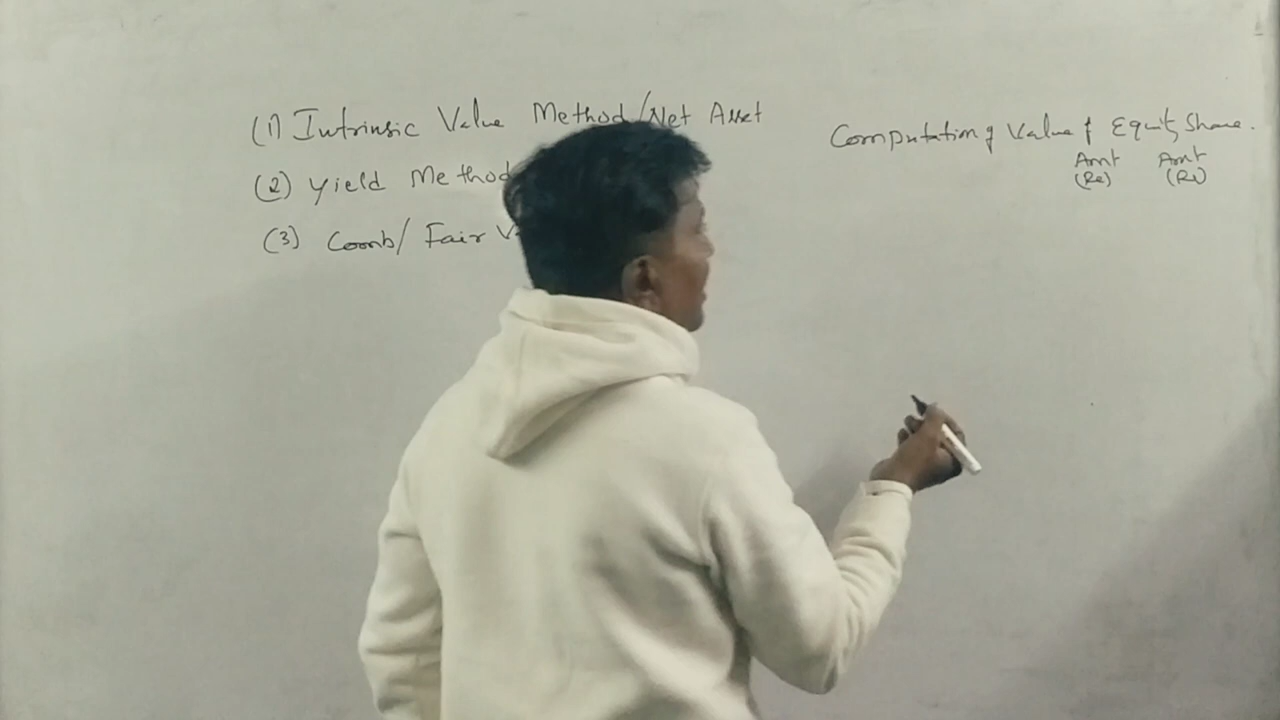 (1) Intrinsic Value Method/Net Asset
(2) Yield Method
(3) Comb/ Fair V
Computation of Value of Equity Share.
Amt Amt
(Rs) (Rs)